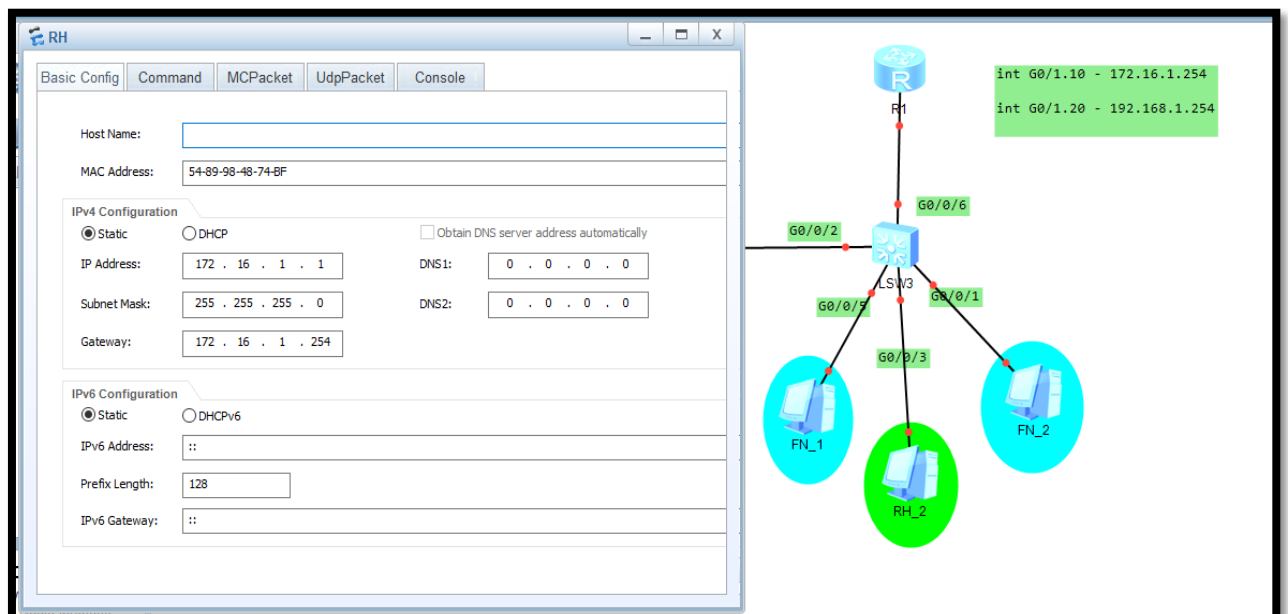 RH
Basic Config Command MCPacket UdpPacket Console
Host Name:
MAC Address: 54-89-98-48-74-BF
IPv4 Configuration
Static DHCP Obtain DNS server address automatically
IP Address: 172 . 16 . 1 . 1 DNS1: 0 . 0 . 0 . 0
Subnet Mask: 255 . 255 . 255 . 0 DNS2: 0 . 0 . 0 . 0
Gateway: 172 . 16 . 1 . 254
IPv6 Configuration
Static DHCPv6
IPv6 Address: ::
Prefix Length: 128
IPv6 Gateway: ::
R
R1
int G0/1.10 - 172.16.1.254
int G0/1.20 - 192.168.1.254
G0/0/6
G0/0/2
LSW3
G0/0/5
G0/0/1
G0/0/3
FN_1
FN_2
RH_2